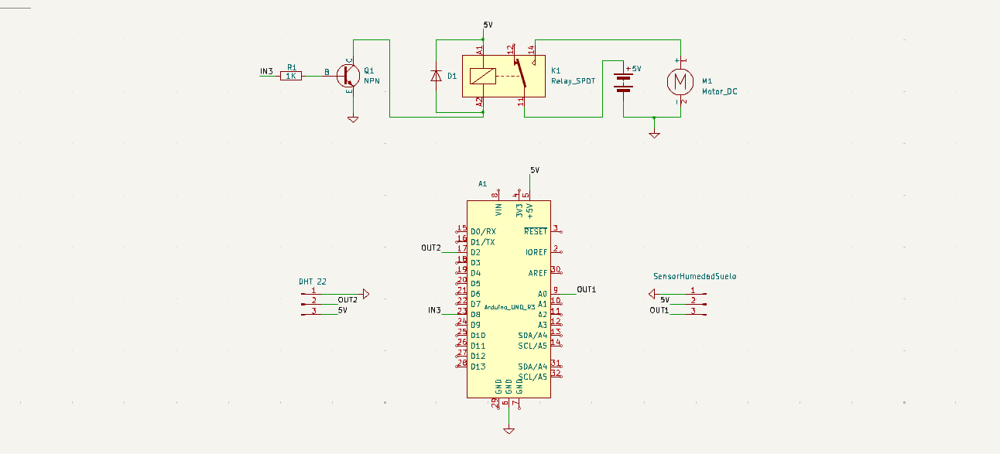 5V
A1
12
14
IN3
R1
1K
B
C
E
Q1
NPN
D1
K1
Relay_SPDT
A2
11
+5V
+
1
M
-
2
M1
Motor_DC
5V
A1
8
4
5
VIN
3V3
+5V
15 D0/RX
RESET 3
16 D1/TX
OUT2 17 D2
IOREF 2
18 D3
19 D4
AREF 30
20 D5
21 D6
A0 9 OUT1
22 D7
A1 10
Arduino_UNO_R3
IN3 23 D8
A2 11
24 D9
A3 12
25 D10
SDA/A4 13
26 D11
SCL/A5 14
27 D12
28 D13
SDA/A4 31
SCL/A5 32
GND
GND
GND
29
6
7
DHT_22
1
2 OUT2
3 5V
SensorHumedadSuelo
1
5V 2
OUT1 3